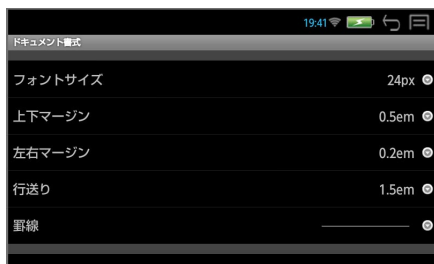 19:41
ドキュメント書式
フォントサイズ 24px
上下マージン 0.5em
左右マージン 0.2em
行送り 1.5em
罫線